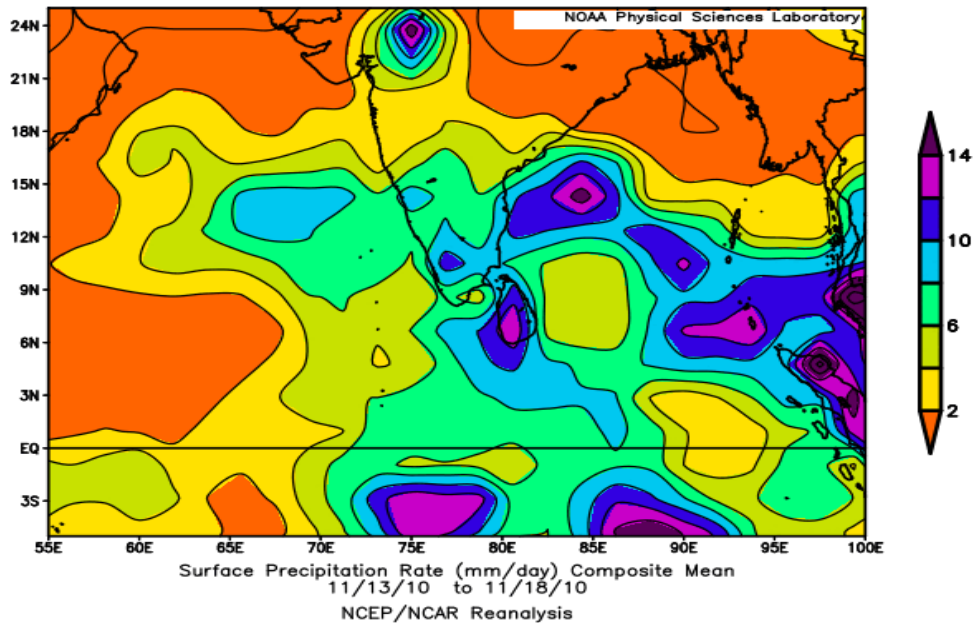 NOAA Physical Sciences Laboratory
24N
21N
18N
15N
12N
9N
6N
3N
EQ
3S
55E 60E 65E 70E 75E 80E 85E 90E 95E 100E
14
10
6
2
Surface Precipitation Rate (mm/day) Composite Mean
11/13/10 to 11/18/10
NCEP/NCAR Reanalysis